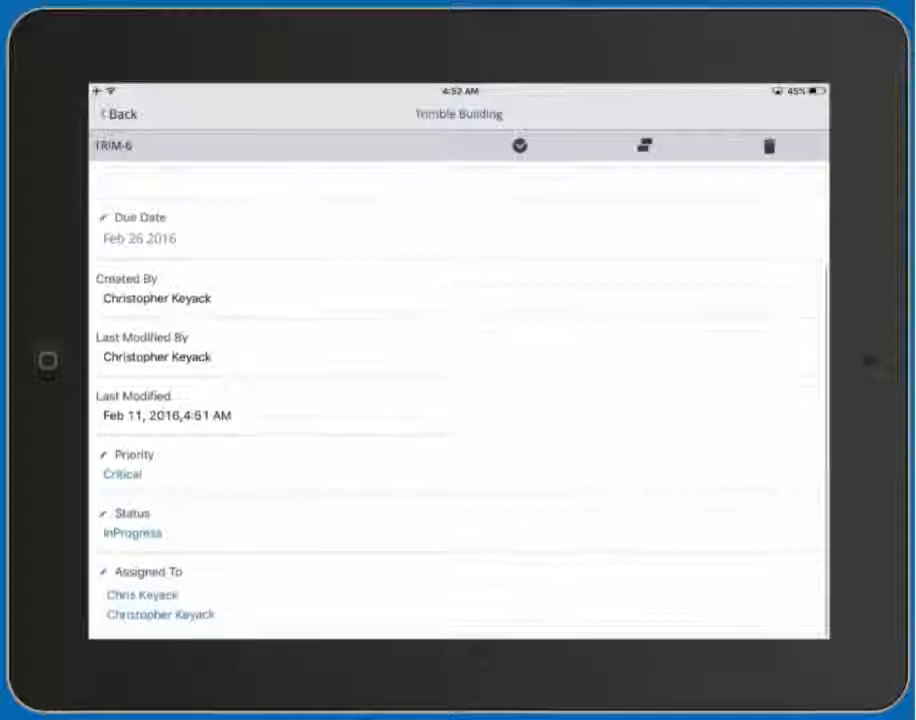 4:52 AM
45%
Back
Trimble Building
TRIM-6
Due Date
Feb 26 2016
Created By
Christopher Keyack
Last Modified By
Christopher Keyack
Last Modified
Feb 11, 2016,4:51 AM
Priority
Critical
Status
InProgress
Assigned To
Chris Keyack
Christopher Keyack